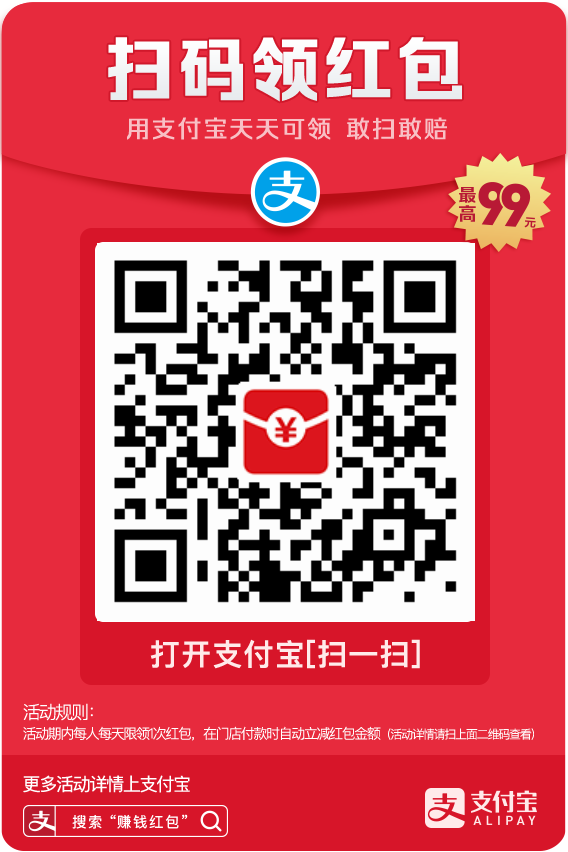 扫码领红包
用支付宝天天可领 敢扫敢赔
支
最高99元
¥
打开支付宝[扫一扫]
活动规则：
活动期内每人每天限领1次红包，在门店付款时自动立减红包金额（活动详情请扫上面二维码查看）
更多活动详情上支付宝
支 搜索“赚钱红包”
支 支付宝
ALIPAY